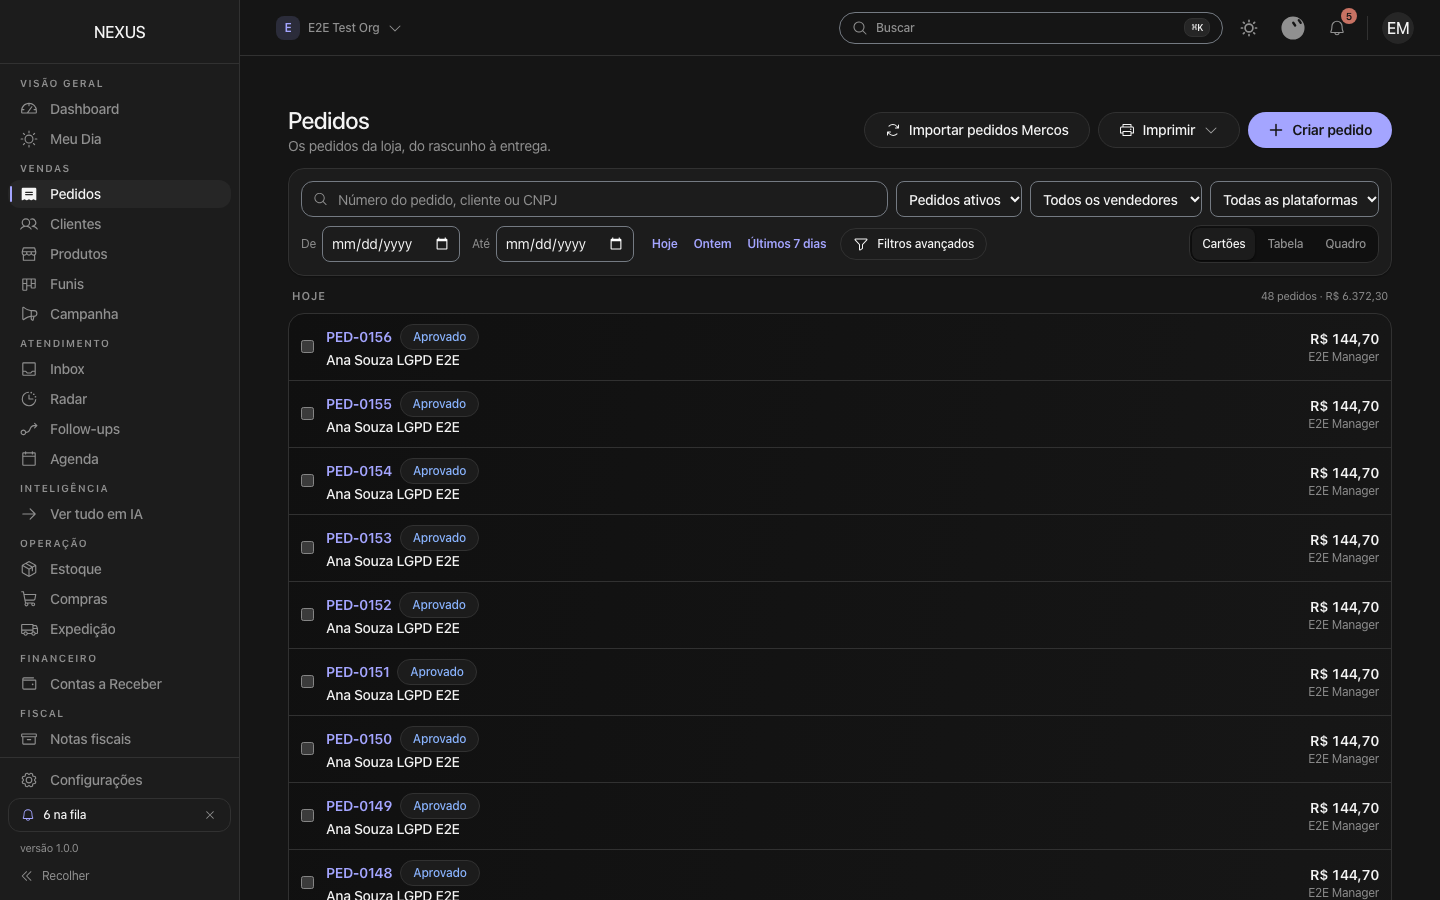 NEXUS
E E2E Test Org
Buscar
⌘K
5
EM
VISÃO GERAL
Dashboard
Meu Dia
VENDAS
Pedidos
Clientes
Produtos
Funis
Campanha
ATENDIMENTO
Inbox
Radar
Follow-ups
Agenda
INTELIGÊNCIA
Ver tudo em IA
OPERAÇÃO
Estoque
Compras
Expedição
FINANCEIRO
Contas a Receber
FISCAL
Notas fiscais
Configurações
6 na fila
versão 1.0.0
Recolher
Pedidos
Os pedidos da loja, do rascunho à entrega.
Importar pedidos Mercos
Imprimir
Criar pedido
Número do pedido, cliente ou CNPJ
Pedidos ativos
Todos os vendedores
Todas as plataformas
De mm/dd/yyyy Até mm/dd/yyyy Hoje Ontem Últimos 7 dias Filtros avançados
Cartões Tabela Quadro
HOJE
48 pedidos · R$ 6.372,30
PED-0156 Aprovado R$ 144,70
Ana Souza LGPD E2E E2E Manager
PED-0155 Aprovado R$ 144,70
Ana Souza LGPD E2E E2E Manager
PED-0154 Aprovado R$ 144,70
Ana Souza LGPD E2E E2E Manager
PED-0153 Aprovado R$ 144,70
Ana Souza LGPD E2E E2E Manager
PED-0152 Aprovado R$ 144,70
Ana Souza LGPD E2E E2E Manager
PED-0151 Aprovado R$ 144,70
Ana Souza LGPD E2E E2E Manager
PED-0150 Aprovado R$ 144,70
Ana Souza LGPD E2E E2E Manager
PED-0149 Aprovado R$ 144,70
Ana Souza LGPD E2E E2E Manager
PED-0148 Aprovado R$ 144,70
Ana Souza LGPD E2E E2E Manager